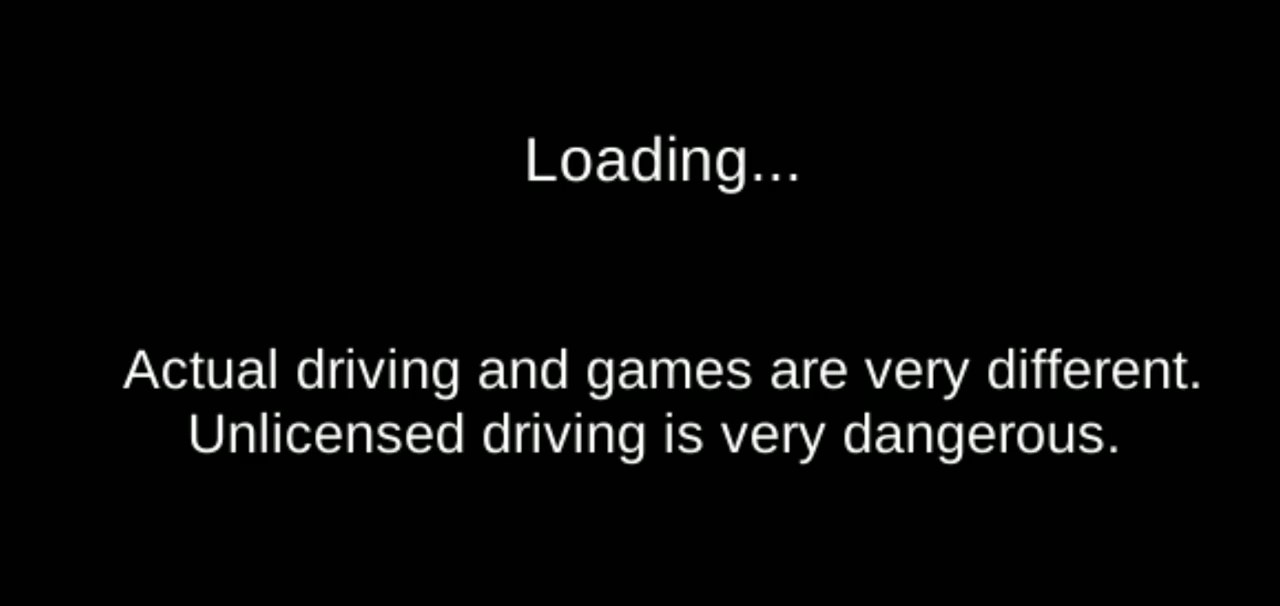 Loading...
Actual driving and games are very different.
Unlicensed driving is very dangerous.